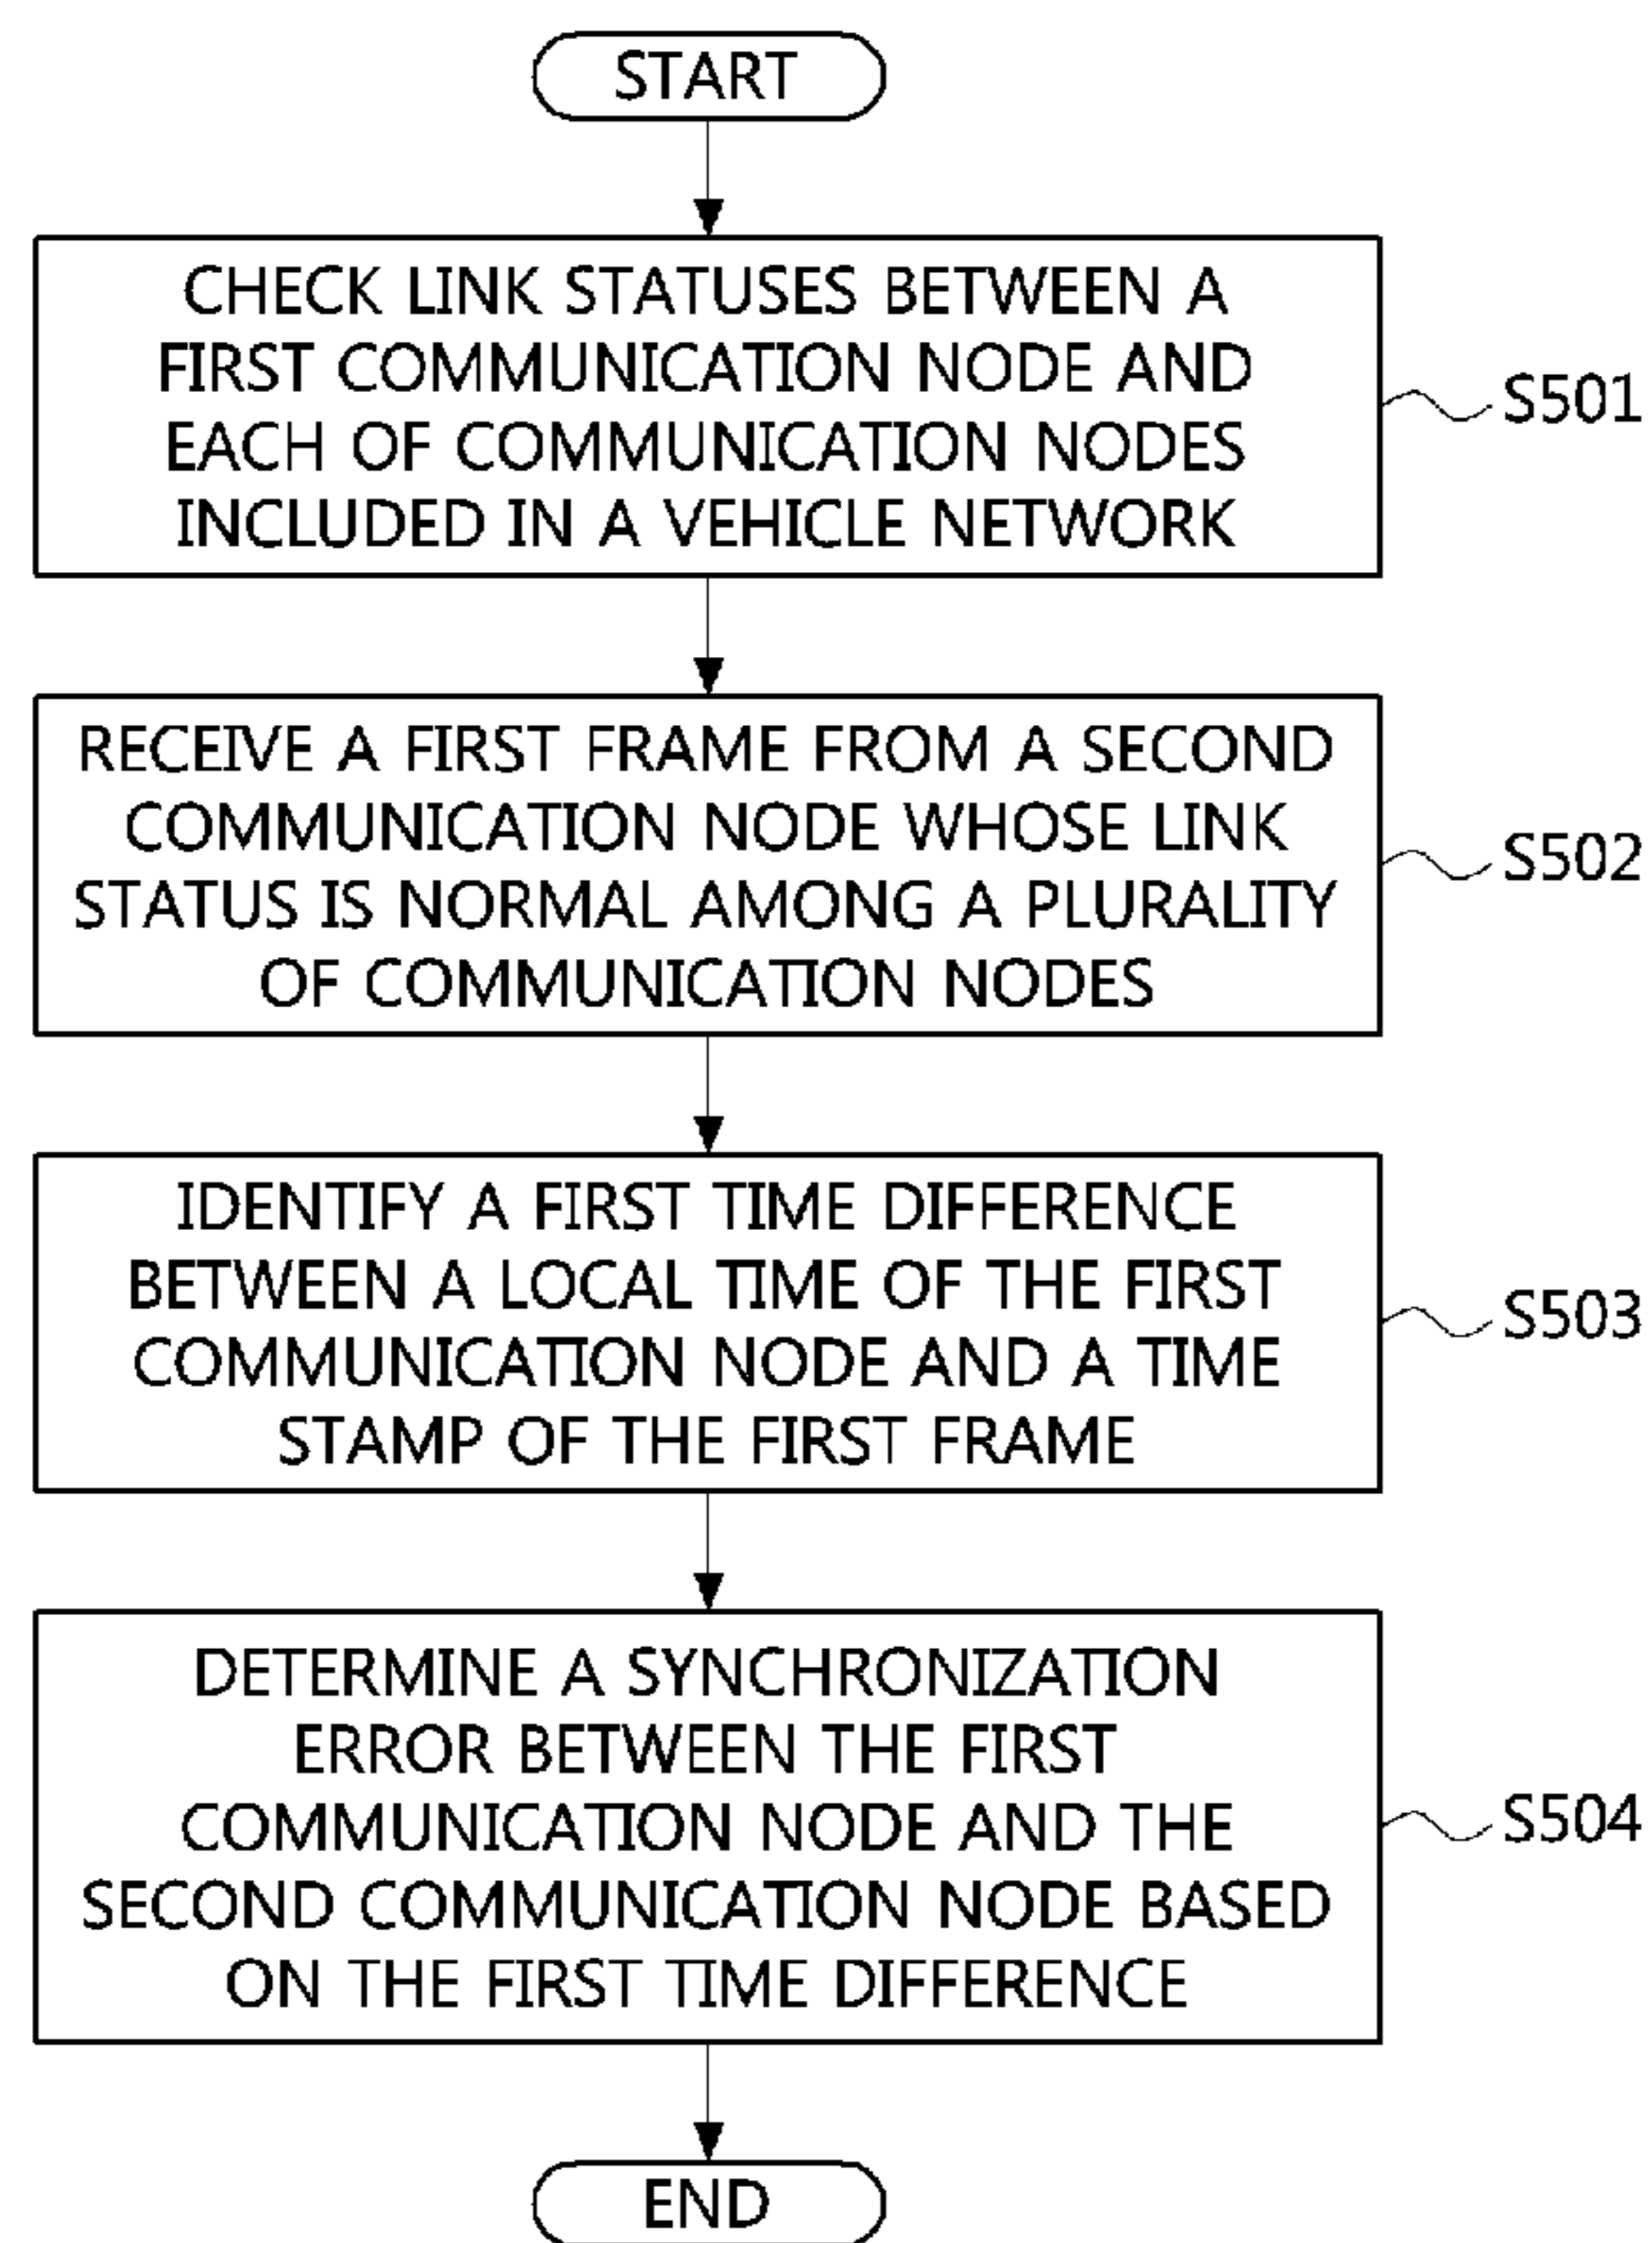 START
CHECK LINK STATUSES BETWEEN A
FIRST COMMUNICATION NODE AND
EACH OF COMMUNICATION NODES
INCLUDED IN A VEHICLE NETWORK
S501
RECEIVE A FIRST FRAME FROM A SECOND
COMMUNICATION NODE WHOSE LINK
STATUS IS NORMAL AMONG A PLURALITY
OF COMMUNICATION NODES
S502
IDENTIFY A FIRST TIME DIFFERENCE
BETWEEN A LOCAL TIME OF THE FIRST
COMMUNICATION NODE AND A TIME
STAMP OF THE FIRST FRAME
S503
DETERMINE A SYNCHRONIZATION
ERROR BETWEEN THE FIRST
COMMUNICATION NODE AND THE
SECOND COMMUNICATION NODE BASED
ON THE FIRST TIME DIFFERENCE
S504
END